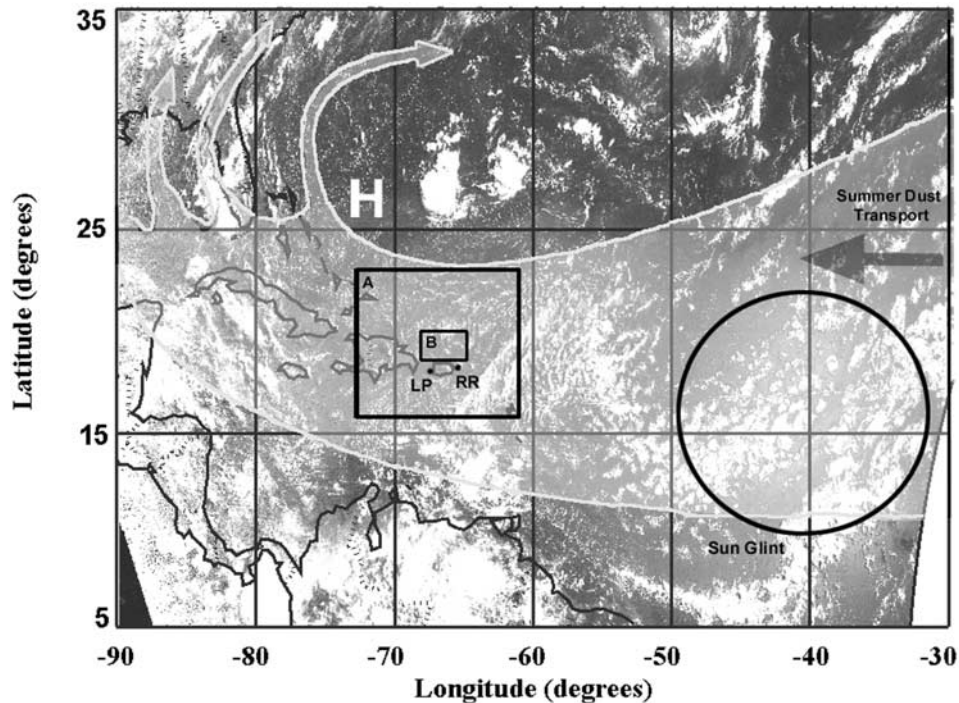 35
25
15
5
Latitude (degrees)
H
Summer Dust
Transport
A
B
LP
RR
Sun Glint
-90
-80
-70
-60
-50
-40
-30
Longitude (degrees)